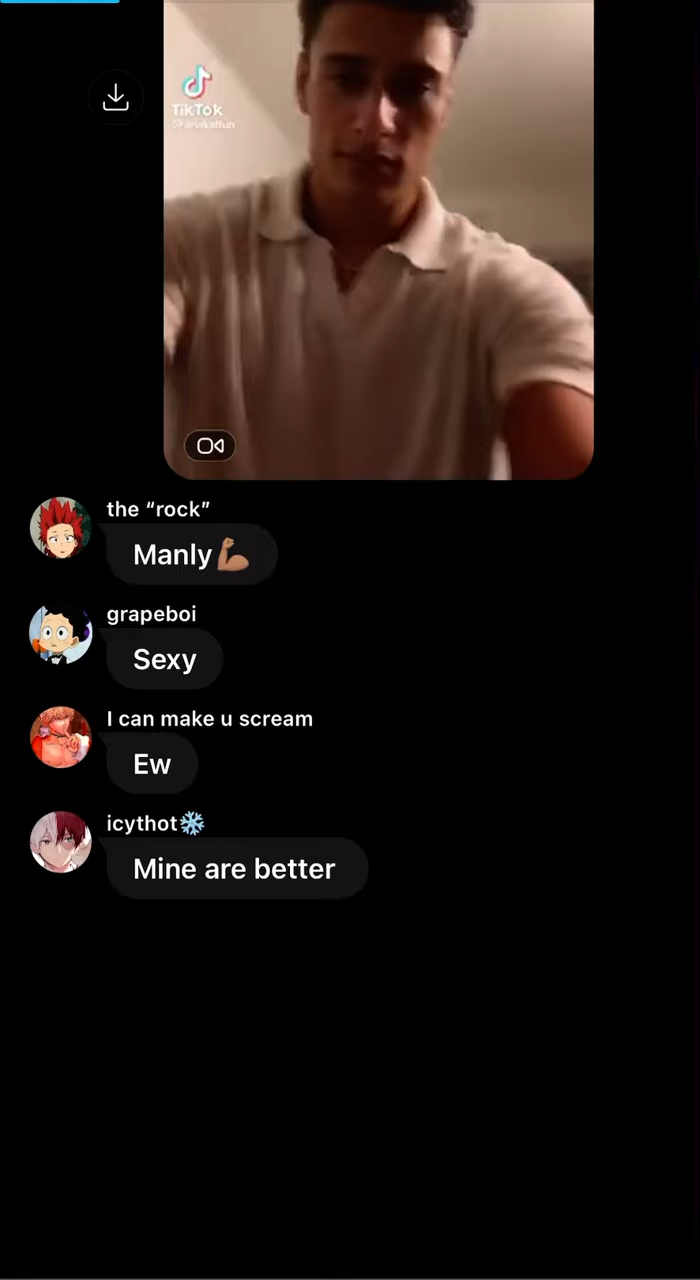 TikTok
the “rock”
Manly💪🏽
grapeboi
Sexy
I can make u scream
Ew
icythot❄️
Mine are better